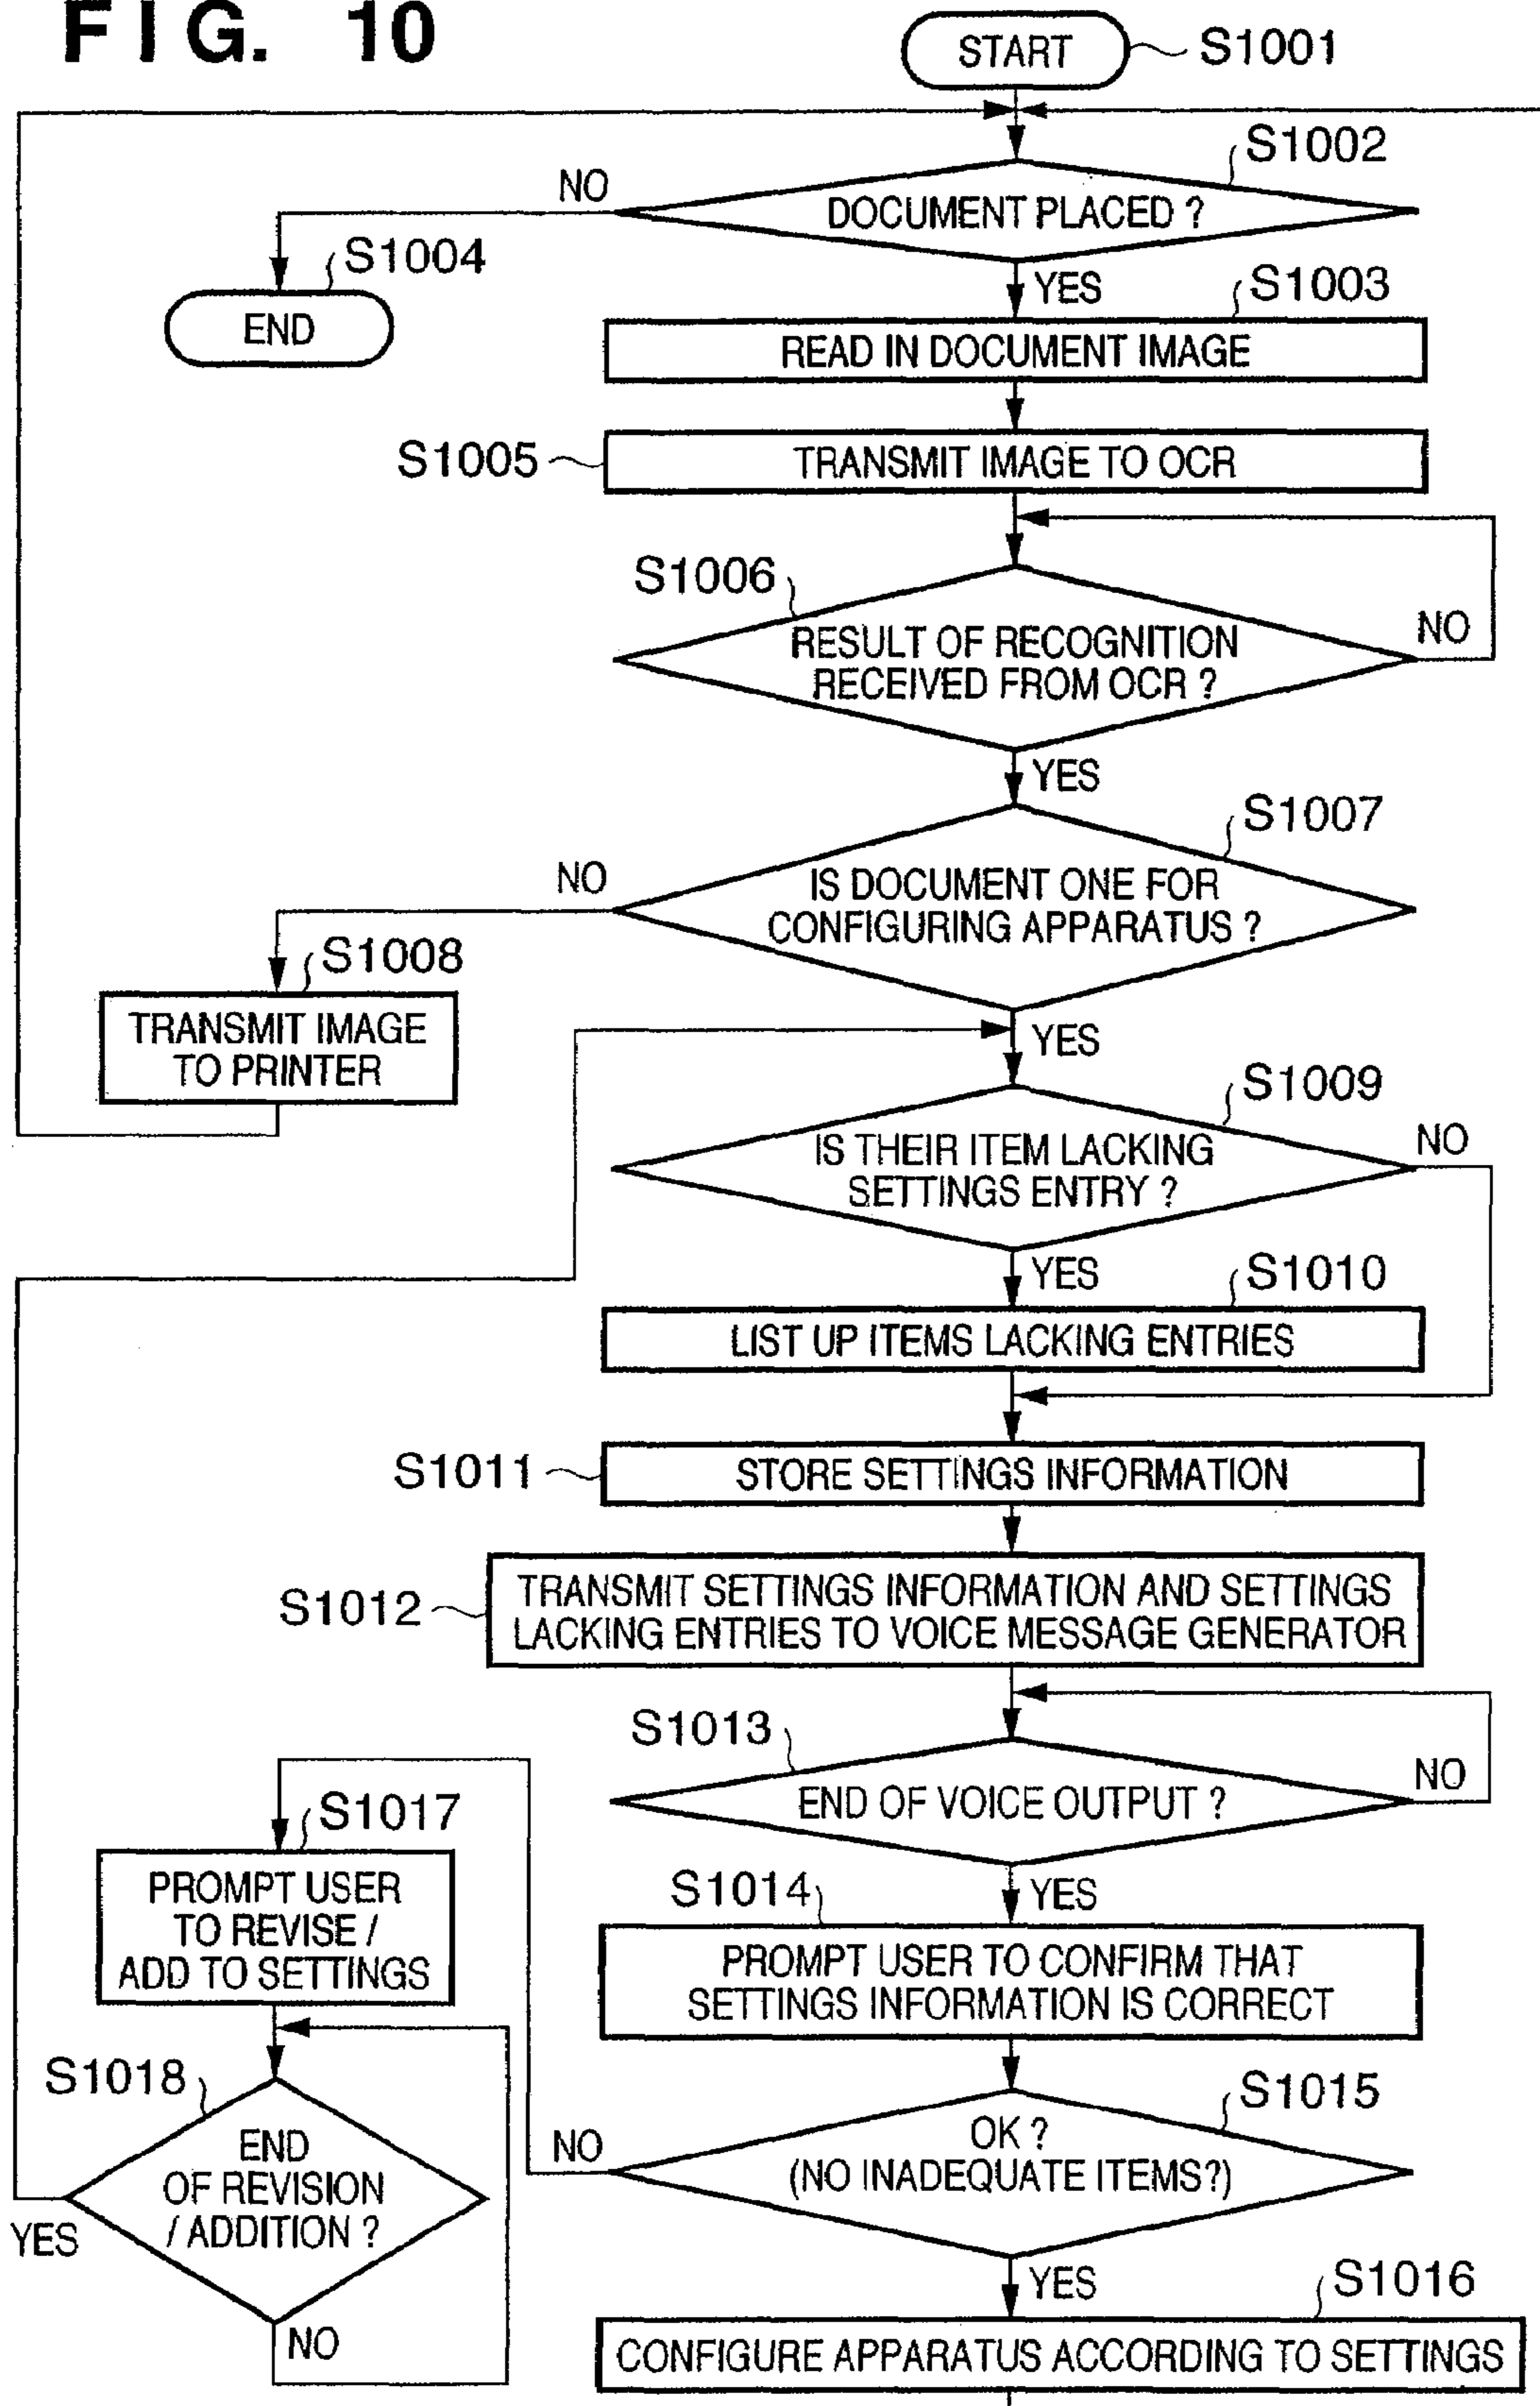 FIG. 10
START
S1001
S1002
NO
DOCUMENT PLACED ?
S1004
END
YES
S1003
READ IN DOCUMENT IMAGE
S1005
TRANSMIT IMAGE TO OCR
S1006
RESULT OF RECOGNITION
RECEIVED FROM OCR ?
NO
YES
S1007
NO
IS DOCUMENT ONE FOR
CONFIGURING APPARATUS ?
S1008
TRANSMIT IMAGE
TO PRINTER
YES
S1009
IS THEIR ITEM LACKING
SETTINGS ENTRY ?
NO
YES
S1010
LIST UP ITEMS LACKING ENTRIES
S1011
STORE SETTINGS INFORMATION
S1012
TRANSMIT SETTINGS INFORMATION AND SETTINGS
LACKING ENTRIES TO VOICE MESSAGE GENERATOR
S1013
END OF VOICE OUTPUT ?
NO
YES
S1014
PROMPT USER TO CONFIRM THAT
SETTINGS INFORMATION IS CORRECT
S1015
OK ?
(NO INADEQUATE ITEMS?)
NO
S1017
PROMPT USER
TO REVISE /
ADD TO SETTINGS
S1018
END
OF REVISION
/ ADDITION ?
YES
NO
YES
S1016
CONFIGURE APPARATUS ACCORDING TO SETTINGS